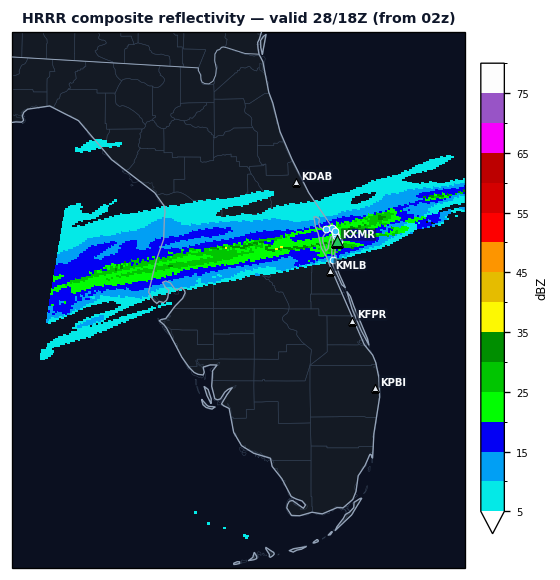 HRRR composite reflectivity — valid 28/18Z (from 02z)
KDAB
KXMR
KMLB
KFPR
KPBI
75
65
55
45
35
25
15
5
dBZ